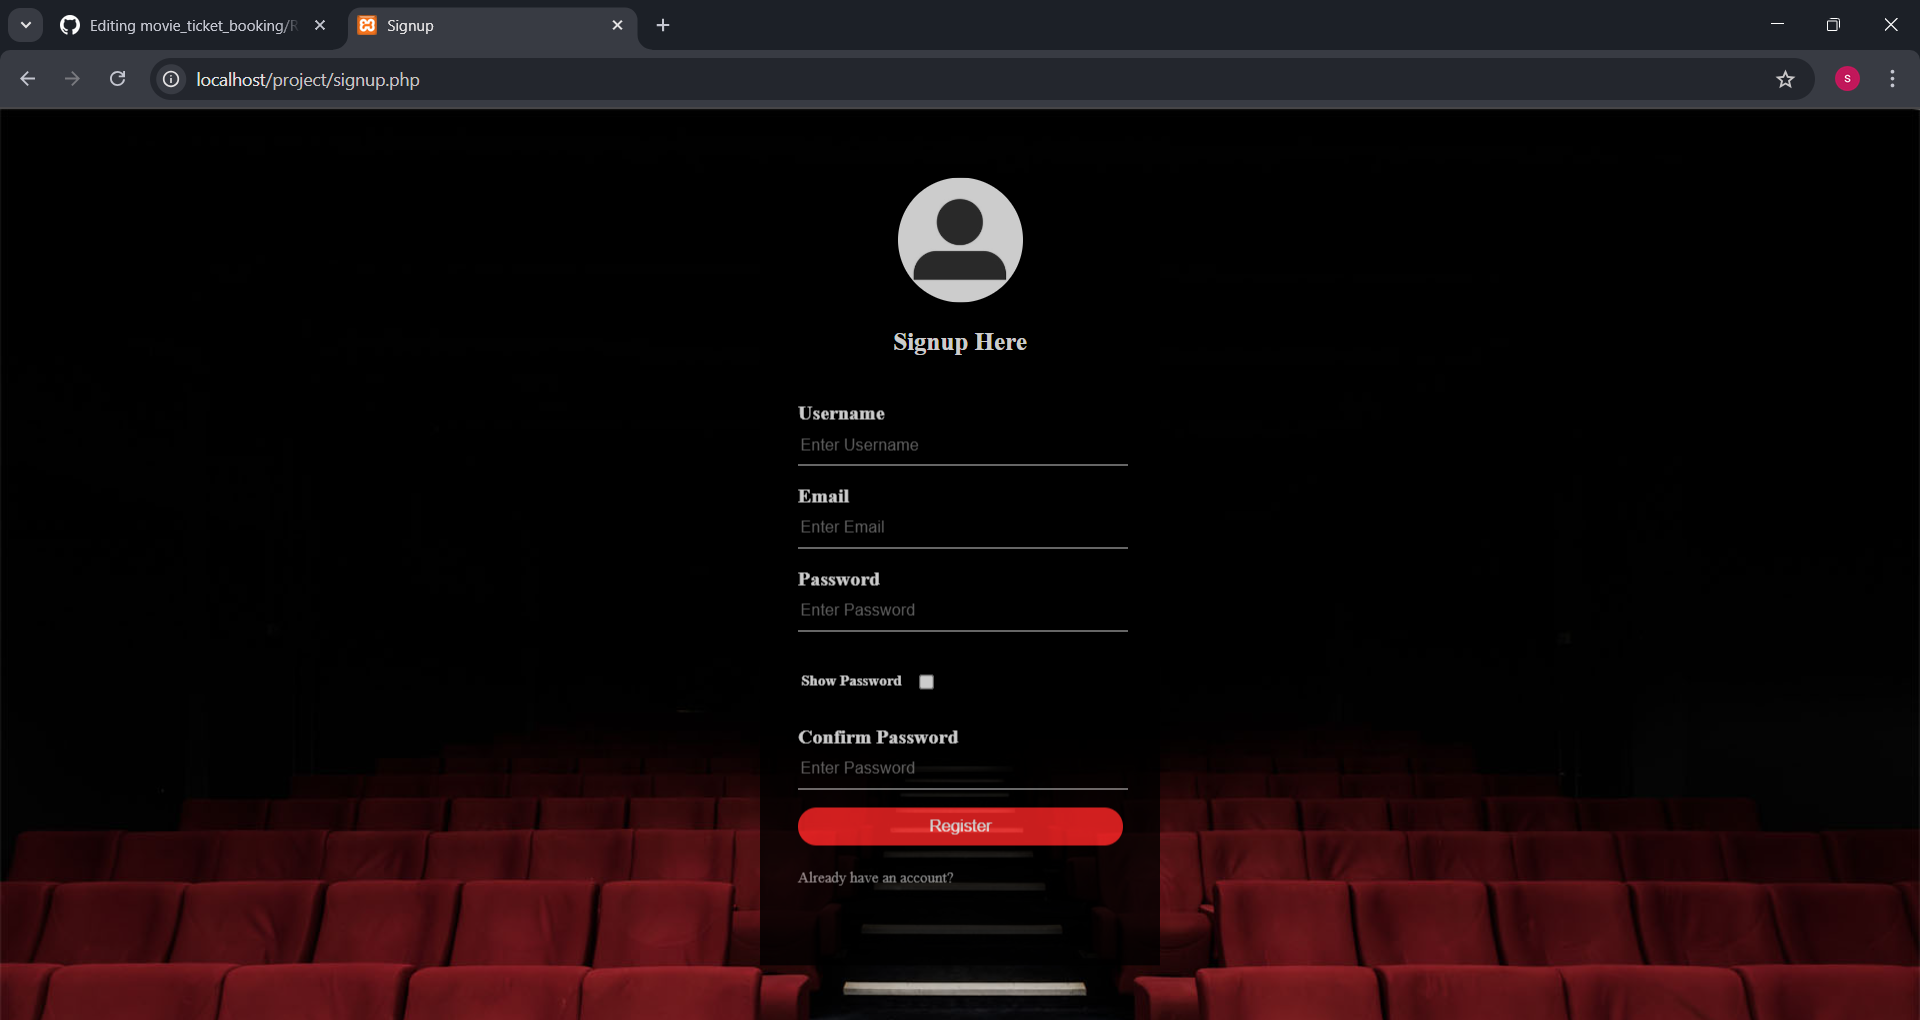 Editing movie_ticket_booking/R
Signup
localhost/project/signup.php
S
Signup Here
Username
Enter Username
Email
Enter Email
Password
Enter Password
Show Password
Confirm Password
Enter Password
Register
Already have an account?